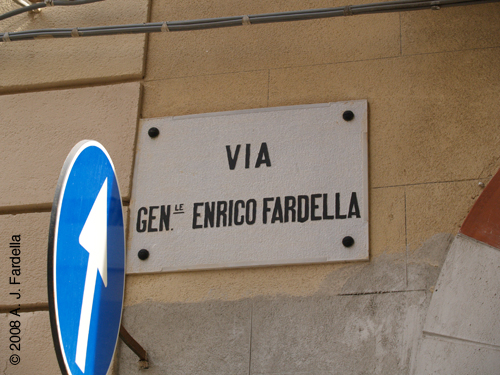 VIA
GEN.LE ENRICO FARDELLA
© 2008 A. J. Fardella